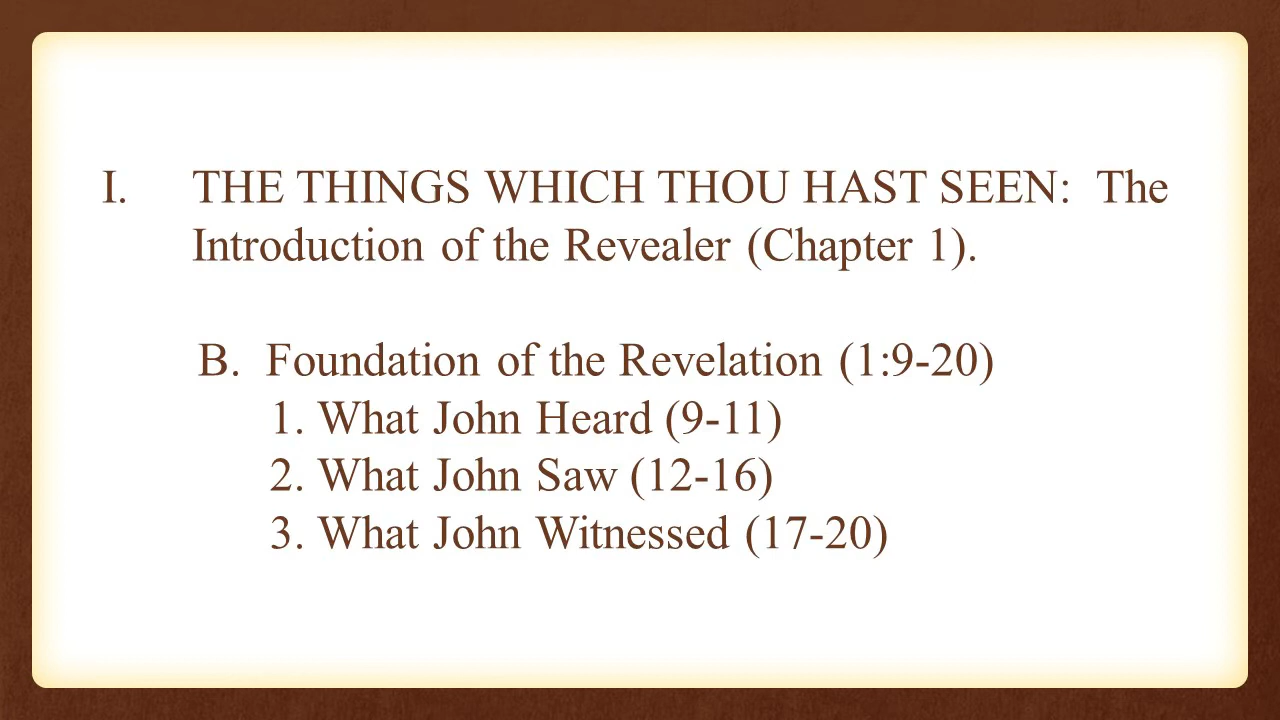 I. THE THINGS WHICH THOU HAST SEEN: The
Introduction of the Revealer (Chapter 1).
B. Foundation of the Revelation (1:9-20)
1. What John Heard (9-11)
2. What John Saw (12-16)
3. What John Witnessed (17-20)